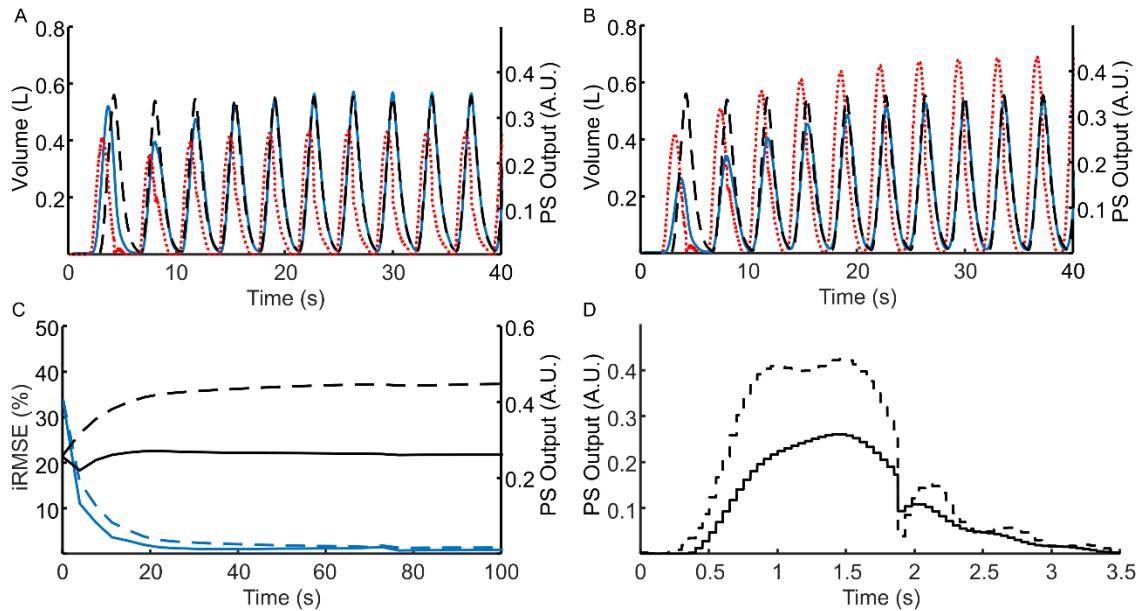 A
0.8
0.6
0.4
0.2
Volume (L)
0.4
0.3
0.2
0.1
PS Output (A.U.)
0 10 20 30 40
Time (s)
B
0.8
0.6
0.4
0.2
Volume (L)
0.4
0.3
0.2
0.1
PS Output (A.U.)
0 10 20 30 40
Time (s)
C
50
40
30
20
10
iRMSE (%)
0.6
0.4
0.2
PS Output (A.U.)
0 20 40 60 80 100
Time (s)
D
0.4
0.3
0.2
0.1
PS Output (A.U.)
0 0.5 1 1.5 2 2.5 3 3.5
Time (s)